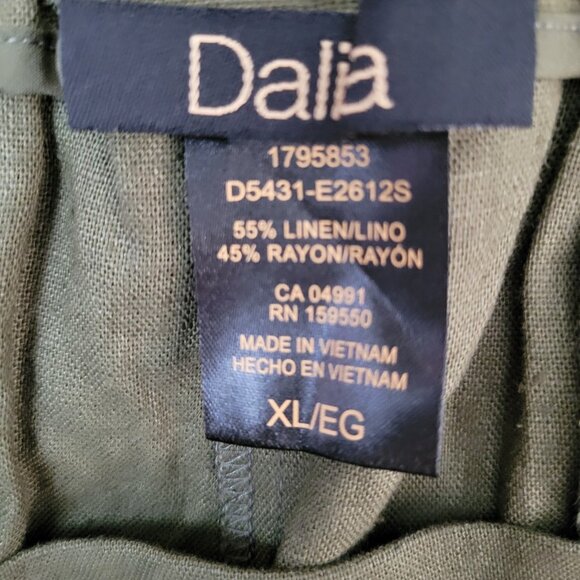 Dalia
1795853
D5431-E2612S
55% LINEN/LINO
45% RAYON/RAYÓN
CA 04991
RN 159550
MADE IN VIETNAM
HECHO EN VIETNAM
XL/EG